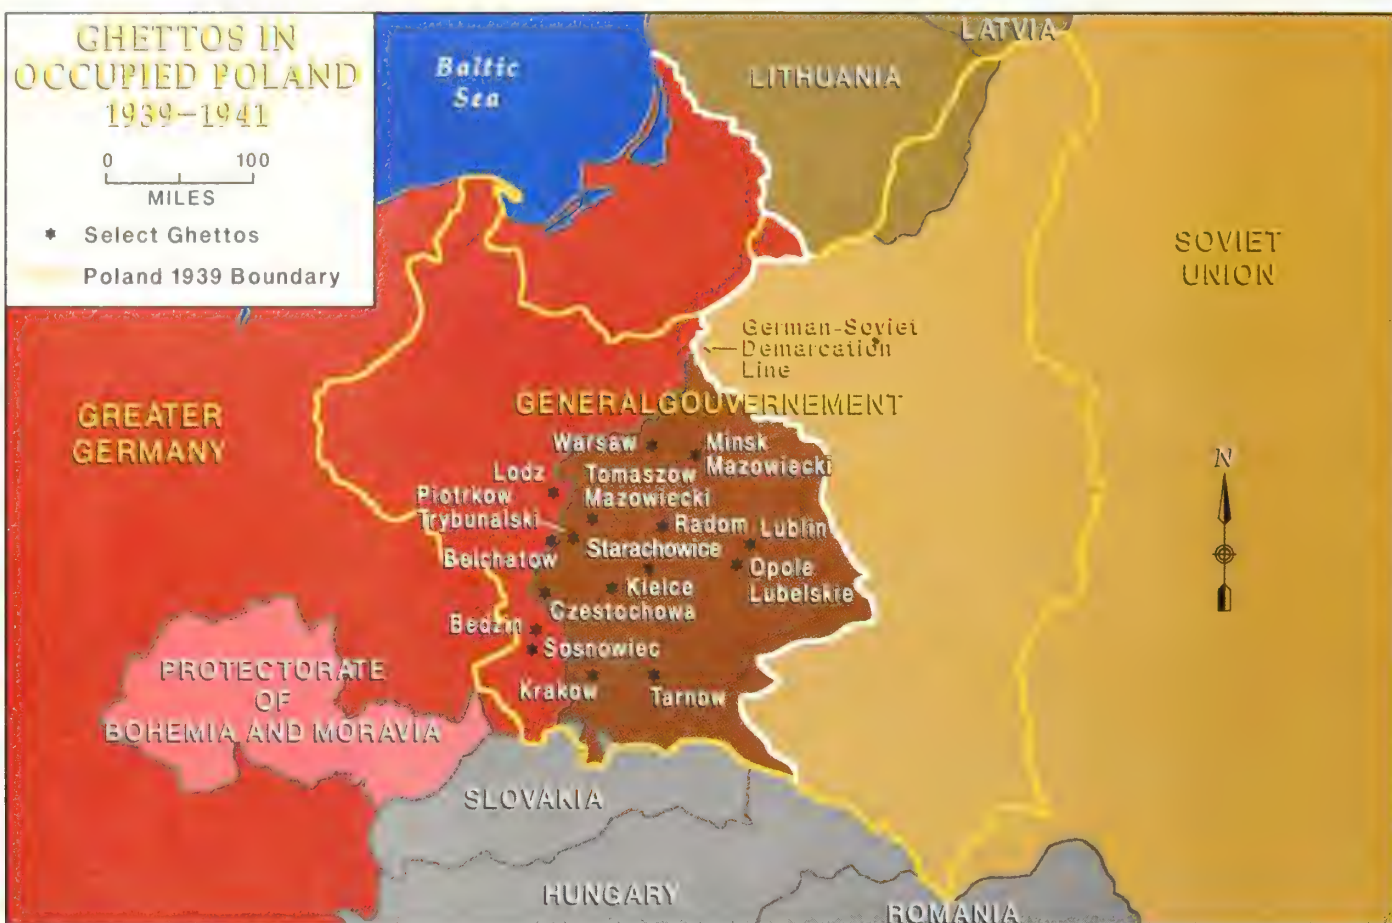 GHETTOS IN
OCCUPIED POLAND
1939–1941
0 100
MILES
* Select Ghettos
Poland 1939 Boundary
Baltic
Sea
LATVIA
LITHUANIA
SOVIET
UNION
German-Soviet
Demarcation
Line
GREATER
GERMANY
GENERALGOUVERNEMENT
Warsaw
Minsk
Mazowiecki
Lodz
Tomaszow
Mazowiecki
Piotrkow
Trybunalski
Radom
Lublin
Belchatow
Starachowice
Opole
Lubelskie
Kielce
Czestochowa
Bedzin
Sosnowiec
Krakow
Tarnow
N
PROTECTORATE
OF
BOHEMIA AND MORAVIA
SLOVAKIA
HUNGARY
ROMANIA